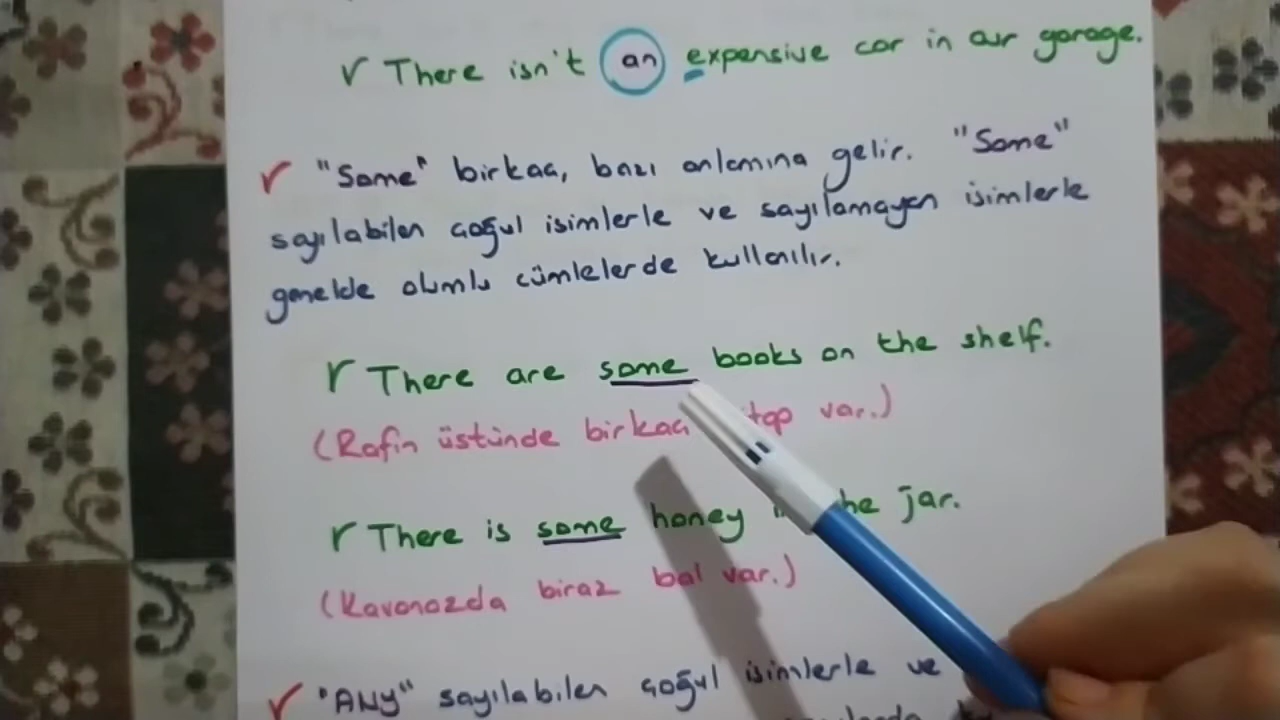 ✓ There isn't an expensive car in our garage.
✓ "Some" birkaç, bazı anlamına gelir. "Some"
sayılabilen çoğul isimlerle ve sayılamayan isimlerle
genelde olumlu cümlelerde kullanılır.
✓ There are some books on the shelf.
(Rafın üstünde birkaç itap var.)
✓ There is some honey he jar.
(Kavanozda biraz bal var.)
✓ "ANY" sayılabilen çoğul isimlerle ve